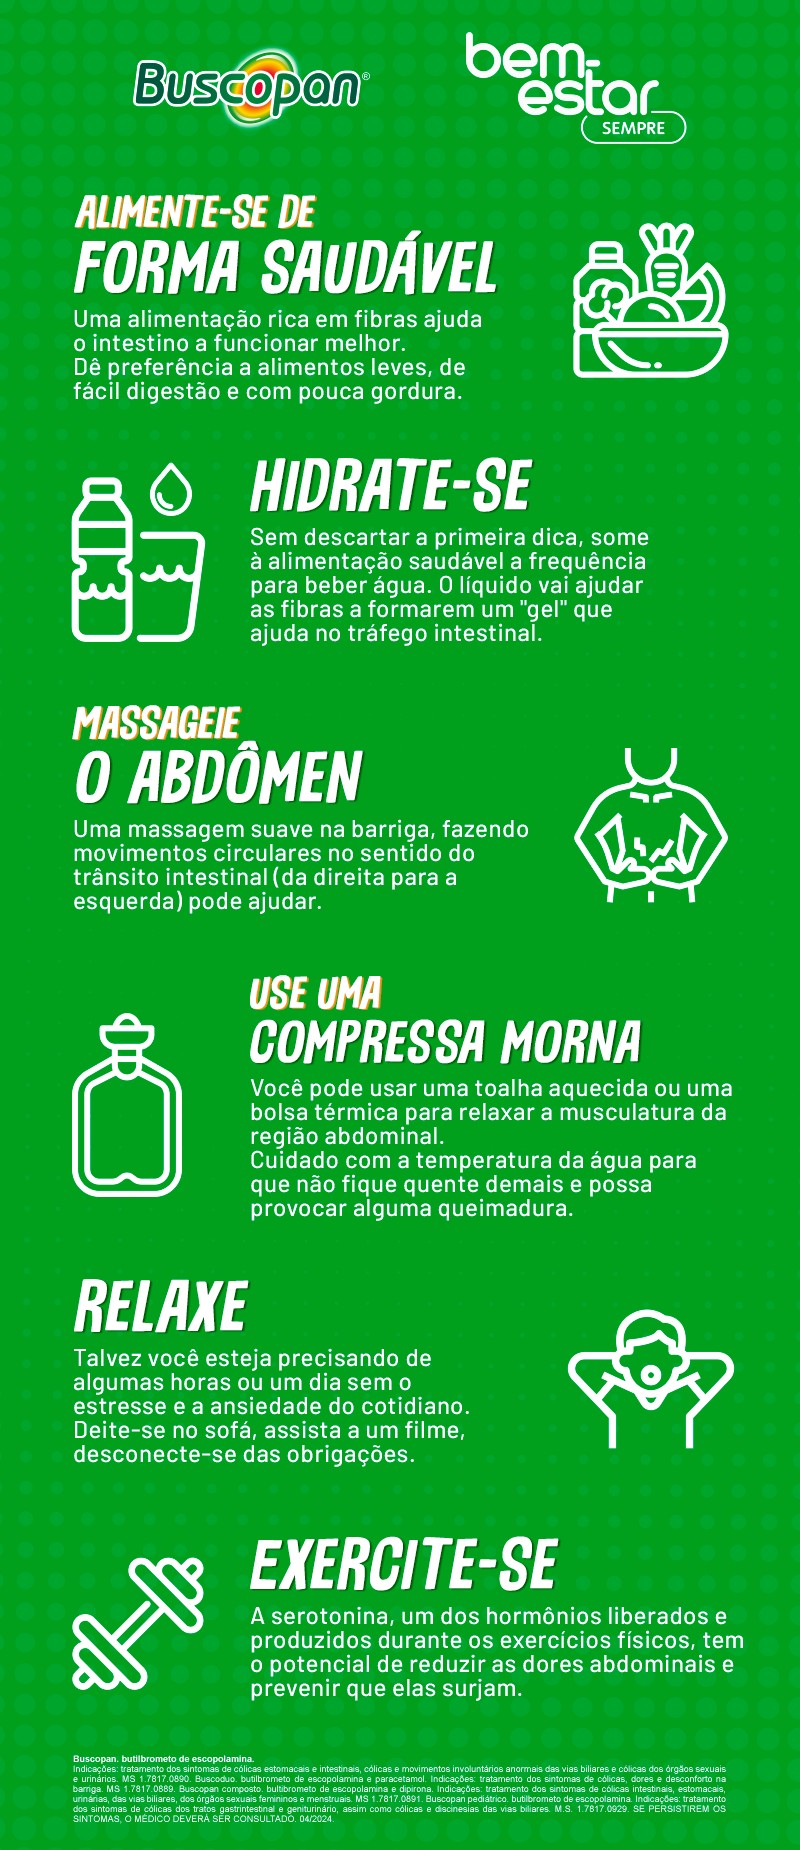 Buscopan®
bem-
estar
SEMPRE
ALIMENTE-SE DE
FORMA SAUDÁVEL
Uma alimentação rica em fibras ajuda
o intestino a funcionar melhor.
Dê preferência a alimentos leves, de
fácil digestão e com pouca gordura.
HIDRATE-SE
Sem descartar a primeira dica, some
à alimentação saudável a frequência
para beber água. O líquido vai ajudar
as fibras a formarem um "gel" que
ajuda no tráfego intestinal.
MASSAGEIE
O ABDÔMEN
Uma massagem suave na barriga, fazendo
movimentos circulares no sentido do
trânsito intestinal (da direita para a
esquerda) pode ajudar.
USE UMA
COMPRESSA MORNA
Você pode usar uma toalha aquecida ou uma
bolsa térmica para relaxar a musculatura da
região abdominal.
Cuidado com a temperatura da água para
que não fique quente demais e possa
provocar alguma queimadura.
RELAXE
Talvez você esteja precisando de
algumas horas ou um dia sem o
estresse e a ansiedade do cotidiano.
Deite-se no sofá, assista a um filme,
desconecte-se das obrigações.
EXERCITE-SE
A serotonina, um dos hormônios liberados e
produzidos durante os exercícios físicos, tem
o potencial de reduzir as dores abdominais e
prevenir que elas surjam.
Buscopan. butilbrometo de escopolamina.
Indicações: tratamento dos sintomas de cólicas estomacais e intestinais, cólicas e movimentos involuntários anormais das vias biliares e cólicas dos órgãos sexuais
e urinários. MS 1.7817.0890. Buscoduo. butilbrometo de escopolamina e paracetamol. Indicações: tratamento dos sintomas de cólicas, dores e desconforto na
barriga. MS 1.7817.0889. Buscopan composto. bultibrometo de escopolamina e dipirona. Indicações: tratamento dos sintomas de cólicas intestinais, estomacais,
urinárias, das vias biliares, dos órgãos sexuais femininos e menstruais. MS 1.7817.0891. Buscopan pediátrico. butilbrometo de escopolamina. Indicações: tratamento
dos sintomas de cólicas dos tratos gastrintestinal e geniturinário, assim como cólicas e discinesias das vias biliares. M.S. 1.7817.0929. SE PERSISTIREM OS
SINTOMAS, O MÉDICO DEVERÁ SER CONSULTADO. 04/2024.